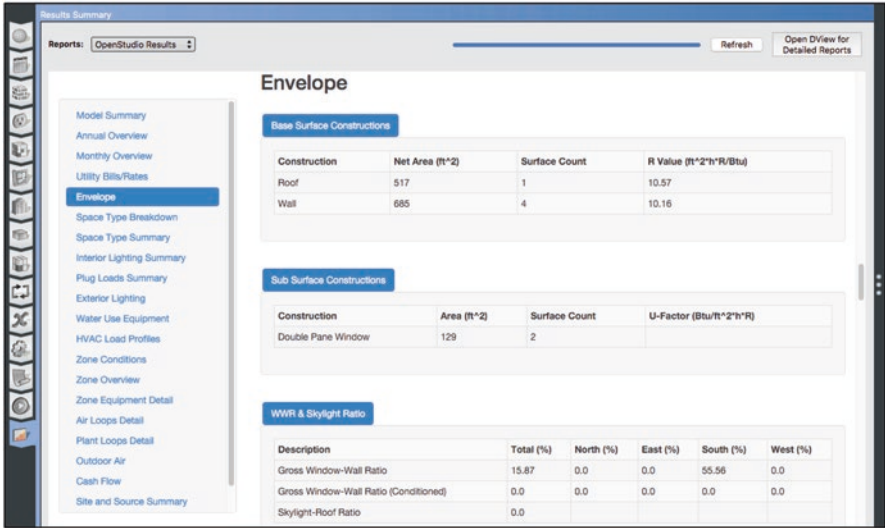 Results Summary
Reports: OpenStudio Results Refresh Open DView for
Detailed Reports
Model Summary
Annual Overview
Monthly Overview
Utility Bills/Rates
Envelope
Space Type Breakdown
Space Type Summary
Interior Lighting Summary
Plug Loads Summary
Exterior Lighting
Water Use Equipment
HVAC Load Profiles
Zone Conditions
Zone Overview
Zone Equipment Detail
Air Loops Detail
Plant Loops Detail
Outdoor Air
Cash Flow
Site and Source Summary
Envelope
Base Surface Constructions
Construction Net Area (ft^2) Surface Count R Value (ft^2*h*R/Btu)
Roof 517 1 10.57
Wall 685 4 10.16
Sub Surface Constructions
Construction Area (ft^2) Surface Count U-Factor (Btu/ft^2*h*R)
Double Pane Window 129 2
WWR & Skylight Ratio
Description Total (%) North (%) East (%) South (%) West (%)
Gross Window-Wall Ratio 15.87 0.0 0.0 55.56 0.0
Gross Window-Wall Ratio (Conditioned) 0.0 0.0 0.0 0.0 0.0
Skylight-Roof Ratio 0.0